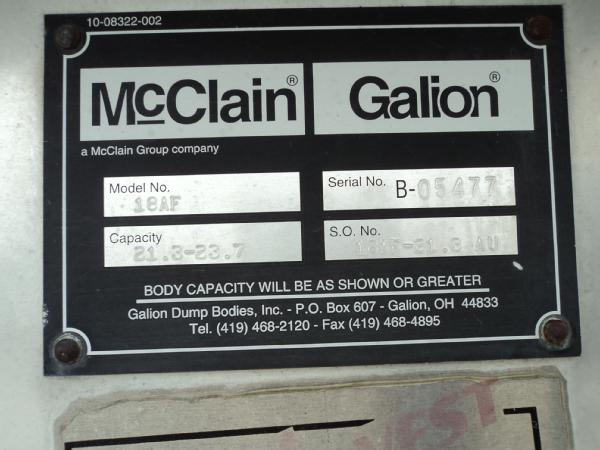 10-08322-002
McClain® Galion®
a McClain Group company
Model No. 18AF
Serial No. B-05477
Capacity 21.3-23.7
S.O. No.
BODY CAPACITY WILL BE AS SHOWN OR GREATER
Galion Dump Bodies, Inc. - P.O. Box 607 - Galion, OH 44833
Tel. (419) 468-2120 - Fax (419) 468-4895